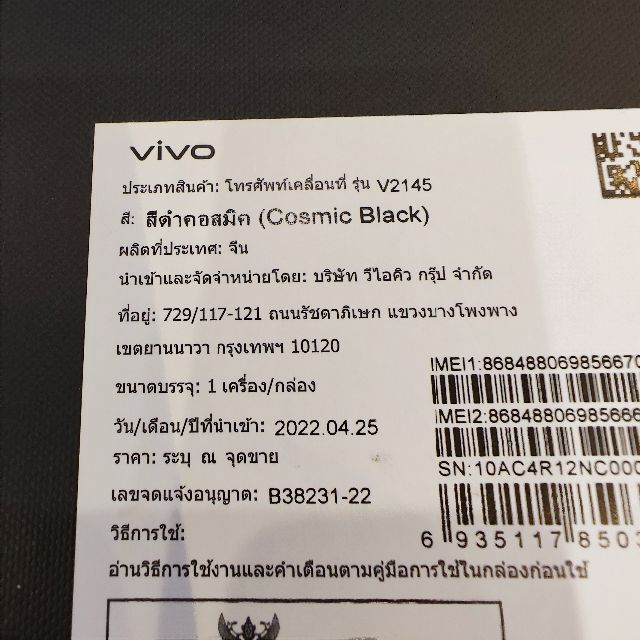 vivo
ประเภทสินค้า: โทรศัพท์เคลื่อนที่ รุ่น V2145
สี: สีดำคอสมิค (Cosmic Black)
ผลิตที่ประเทศ: จีน
นำเข้าและจัดจำหน่ายโดย: บริษัท วีไอคิว กรุ๊ป จำกัด
ที่อยู่: 729/117-121 ถนนรัชดาภิเษก แขวงบางโพงพาง
เขตยานนาวา กรุงเทพฯ 10120
ขนาดบรรจุ: 1 เครื่อง/กล่อง
วัน/เดือน/ปีที่นำเข้า: 2022.04.25
ราคา: ระบุ ณ จุดขาย
เลขจดแจ้งอนุญาต: B38231-22
วิธีการใช้:
อ่านวิธีการใช้งานและคำเตือนตามคู่มือการใช้ในกล่องก่อนใช้
IMEI1:86848806985667
IMEI2:86848806985666
SN:10AC4R12NC00
6 935117 8503